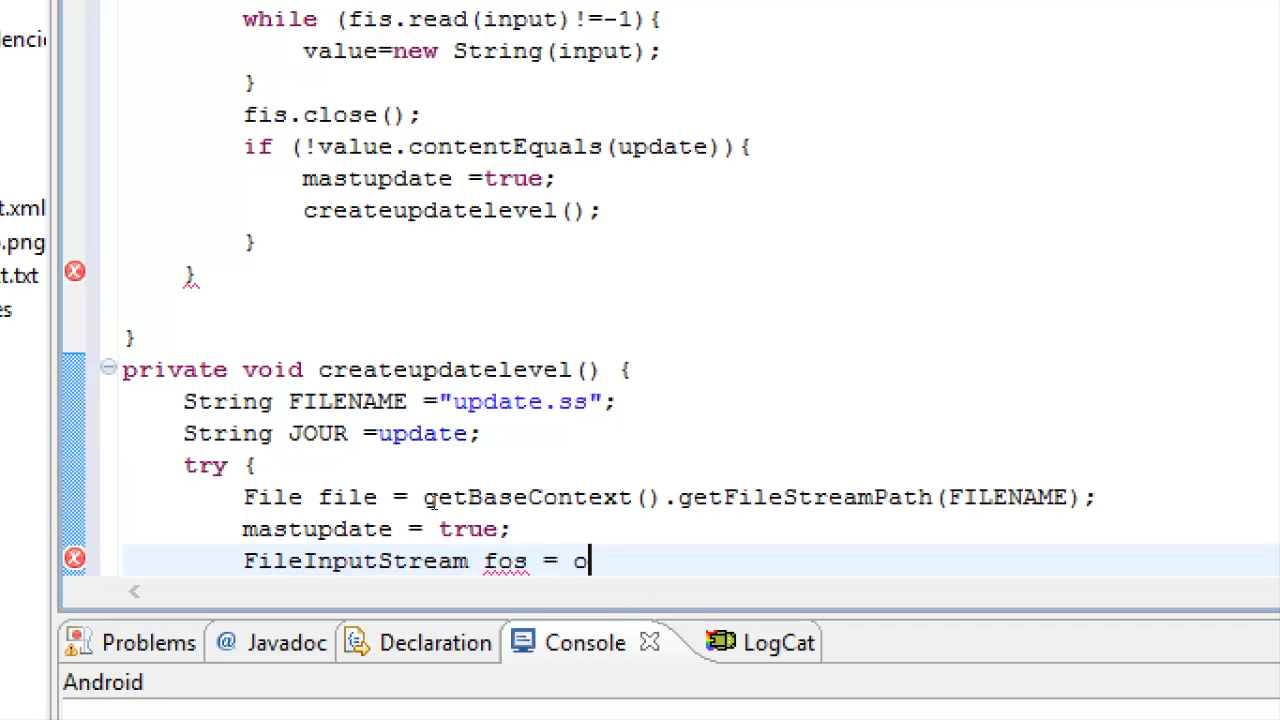 while (fis.read(input)!=-1){
denci
value=new String(input);
}
fis.close();
if (!value.contentEquals(update)){
mastupdate =true;
t.xml
createupdatelevel();
.png
}
t.txt
}
es
}
private void createupdatelevel() {
String FILENAME ="update.ss";
String JOUR =update;
try {
File file = getBaseContext().getFileStreamPath(FILENAME);
mastupdate = true;
FileInputStream fos = o
Problems @ Javadoc Declaration Console LogCat
Android